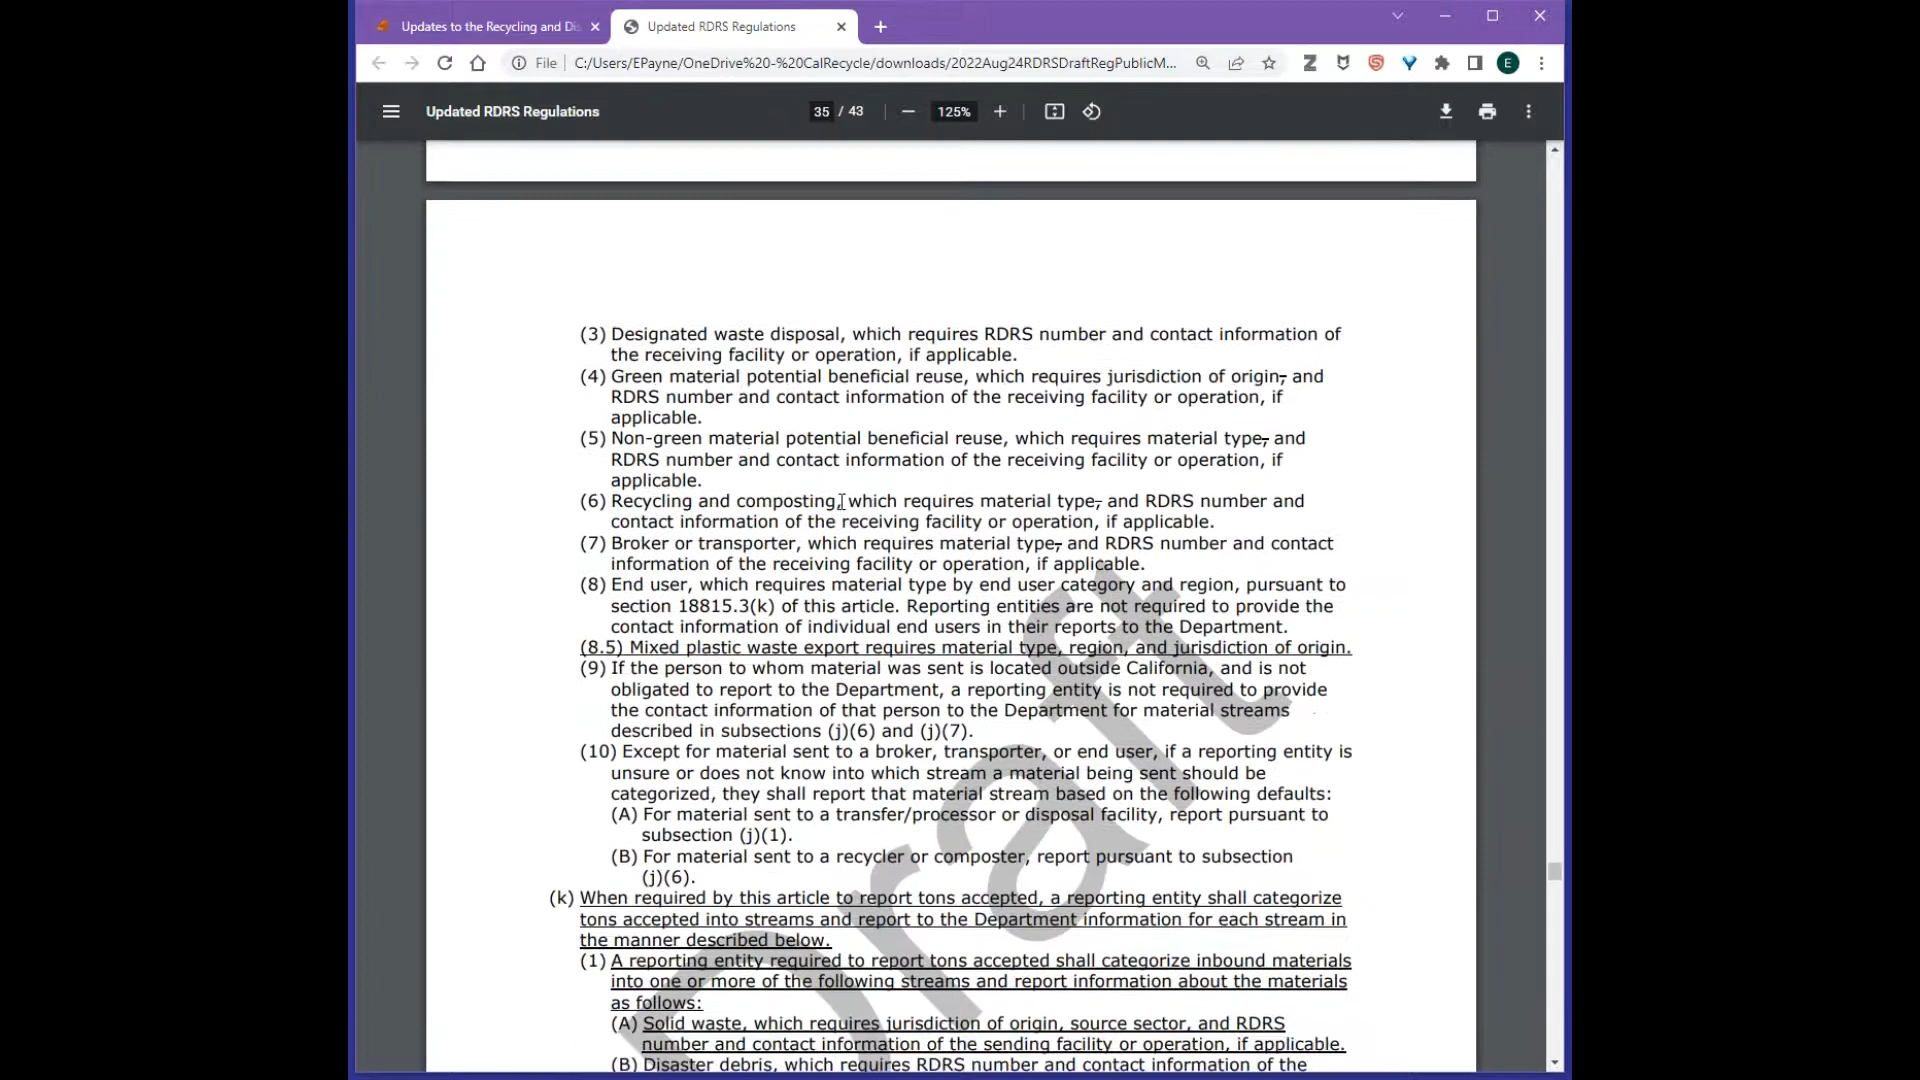 Updates to the Recycling and Di
Updated RDRS Regulations
File
C:/Users/EPayne/OneDrive%20-%20CalRecycle/downloads/2022Aug24RDRSDraftRegPublicM...
E
Updated RDRS Regulations
35 / 43
125%
(3) Designated waste disposal, which requires RDRS number and contact information of
the receiving facility or operation, if applicable.
(4) Green material potential beneficial reuse, which requires jurisdiction of origin, and
RDRS number and contact information of the receiving facility or operation, if
applicable.
(5) Non-green material potential beneficial reuse, which requires material type, and
RDRS number and contact information of the receiving facility or operation, if
applicable.
(6) Recycling and composting, which requires material type, and RDRS number and
contact information of the receiving facility or operation, if applicable.
(7) Broker or transporter, which requires material type, and RDRS number and contact
information of the receiving facility or operation, if applicable.
(8) End user, which requires material type by end user category and region, pursuant to
section 18815.3(k) of this article. Reporting entities are not required to provide the
contact information of individual end users in their reports to the Department.
(8.5) Mixed plastic waste export requires material type, region, and jurisdiction of origin.
(9) If the person to whom material was sent is located outside California, and is not
obligated to report to the Department, a reporting entity is not required to provide
the contact information of that person to the Department for material streams
described in subsections (j)(6) and (j)(7).
(10) Except for material sent to a broker, transporter, or end user, if a reporting entity is
unsure or does not know into which stream a material being sent should be
categorized, they shall report that material stream based on the following defaults:
(A) For material sent to a transfer/processor or disposal facility, report pursuant to
subsection (j)(1).
(B) For material sent to a recycler or composter, report pursuant to subsection
(j)(6).
(k) When required by this article to report tons accepted, a reporting entity shall categorize
tons accepted into streams and report to the Department information for each stream in
the manner described below.
(1) A reporting entity required to report tons accepted shall categorize inbound materials
into one or more of the following streams and report information about the materials
as follows:
(A) Solid waste, which requires jurisdiction of origin, source sector, and RDRS
number and contact information of the sending facility or operation, if applicable.
(B) Disaster debris, which requires RDRS number and contact information of the
Draft